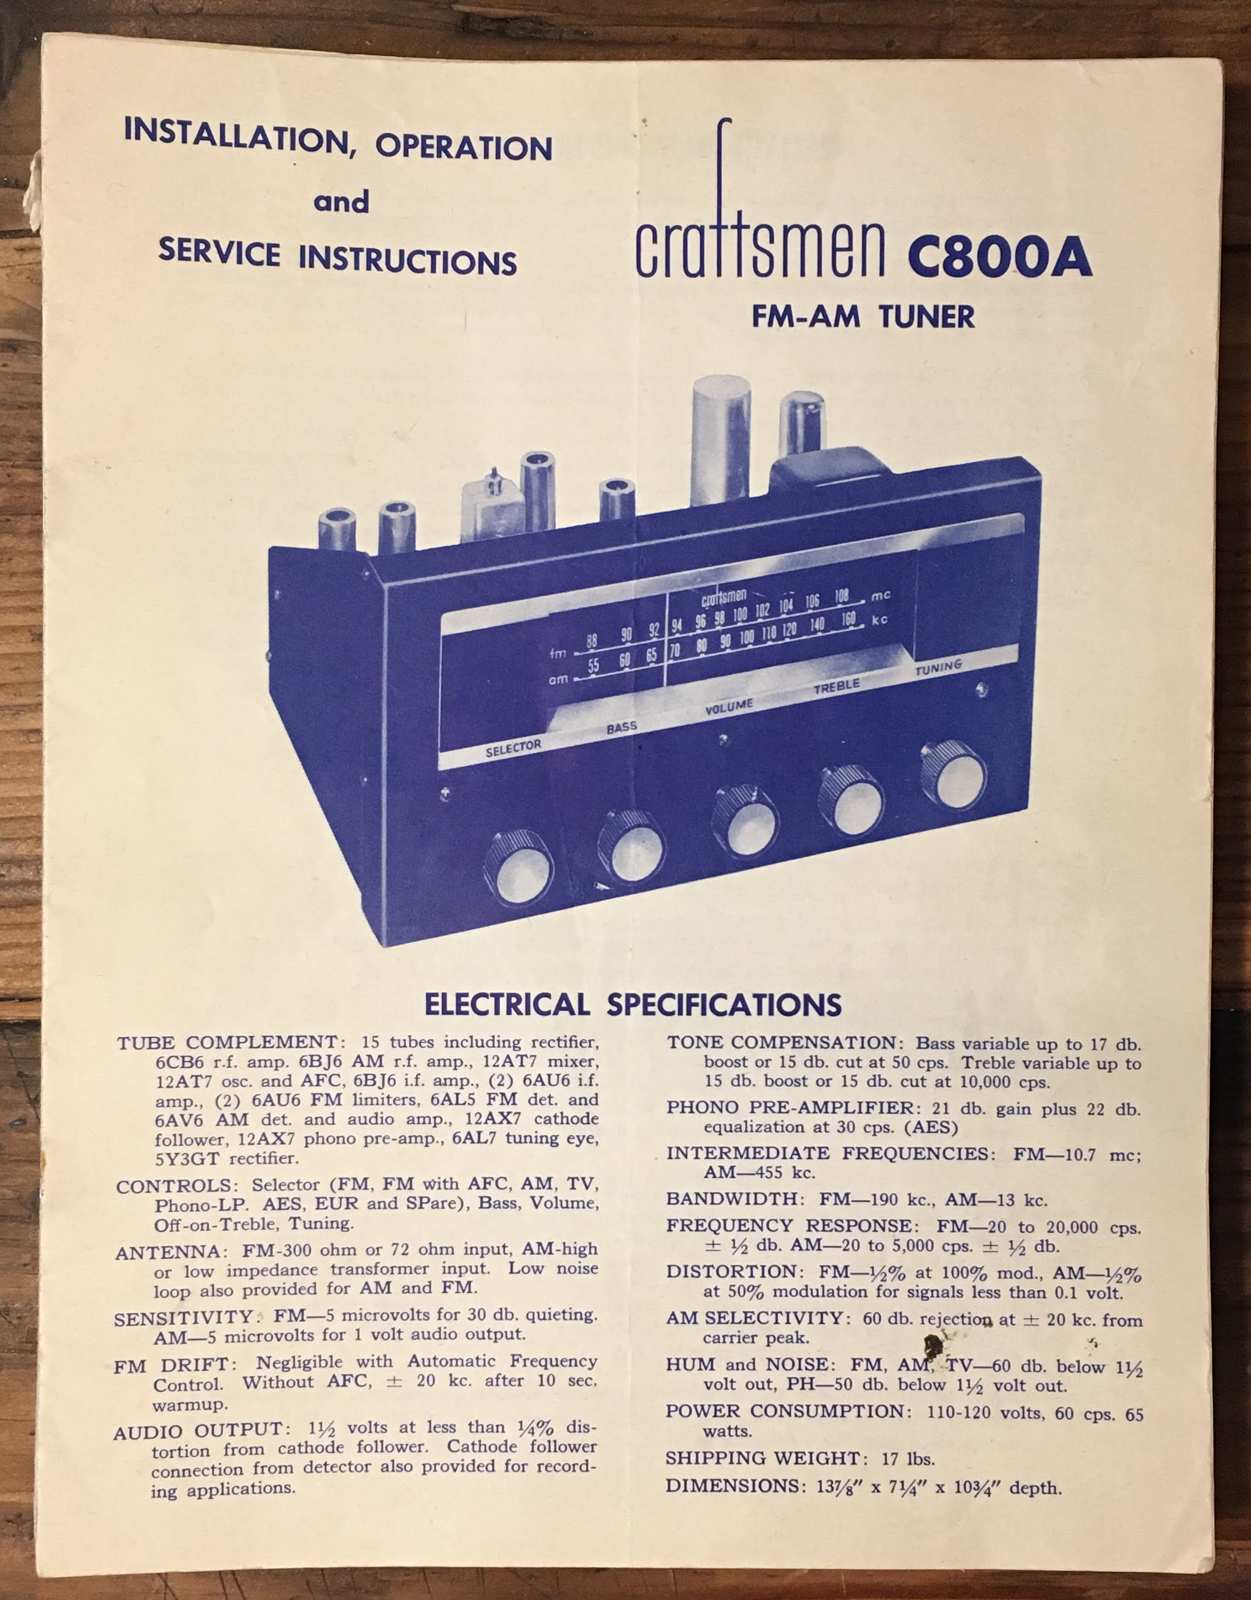 INSTALLATION, OPERATION
and
SERVICE INSTRUCTIONS
craftsmen C800A
FM-AM TUNER
craftsmen
fm 88 90 92 94 96 98 100 102 104 106 108 mc
am 55 60 65 70 80 90 100 110 120 140 160 kc
SELECTOR BASS VOLUME TREBLE TUNING
ELECTRICAL SPECIFICATIONS
TUBE COMPLEMENT: 15 tubes including rectifier,
6CB6 r.f. amp. 6BJ6 AM r.f. amp., 12AT7 mixer,
12AT7 osc. and AFC, 6BJ6 i.f. amp., (2) 6AU6 i.f.
amp., (2) 6AU6 FM limiters, 6AL5 FM det. and
6AV6 AM det. and audio amp., 12AX7 cathode
follower, 12AX7 phono pre-amp., 6AL7 tuning eye,
5Y3GT rectifier.
CONTROLS: Selector (FM, FM with AFC, AM, TV,
Phono-LP. AES, EUR and SPare), Bass, Volume,
Off-on-Treble, Tuning.
ANTENNA: FM-300 ohm or 72 ohm input, AM-high
or low impedance transformer input. Low noise
loop also provided for AM and FM.
SENSITIVITY: FM—5 microvolts for 30 db. quieting.
AM—5 microvolts for 1 volt audio output.
FM DRIFT: Negligible with Automatic Frequency
Control. Without AFC, ± 20 kc. after 10 sec.
warmup.
AUDIO OUTPUT: 1½ volts at less than ¼% dis-
tortion from cathode follower. Cathode follower
connection from detector also provided for record-
ing applications.
TONE COMPENSATION: Bass variable up to 17 db.
boost or 15 db. cut at 50 cps. Treble variable up to
15 db. boost or 15 db. cut at 10,000 cps.
PHONO PRE-AMPLIFIER: 21 db. gain plus 22 db.
equalization at 30 cps. (AES)
INTERMEDIATE FREQUENCIES: FM—10.7 mc;
AM—455 kc.
BANDWIDTH: FM—190 kc., AM—13 kc.
FREQUENCY RESPONSE: FM—20 to 20,000 cps.
± ½ db. AM—20 to 5,000 cps. ± ½ db.
DISTORTION: FM—½% at 100% mod., AM—½%
at 50% modulation for signals less than 0.1 volt.
AM SELECTIVITY: 60 db. rejection at ± 20 kc. from
carrier peak.
HUM and NOISE: FM, AM, TV—60 db. below 1½
volt out, PH—50 db. below 1½ volt out.
POWER CONSUMPTION: 110-120 volts, 60 cps. 65
watts.
SHIPPING WEIGHT: 17 lbs.
DIMENSIONS: 13⅞" x 7¼" x 10¾" depth.